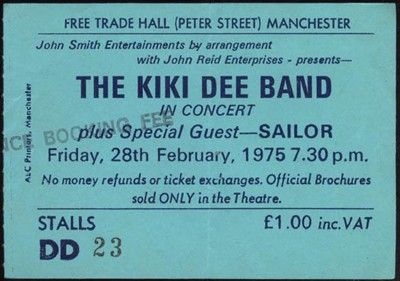 FREE TRADE HALL (PETER STREET) MANCHESTER
John Smith Entertainments by arrangement
with John Reid Enterprises - presents—
THE KIKI DEE BAND
IN CONCERT
NCE BOOKING FEE
plus Special Guest—SAILOR
Friday, 28th February, 1975 7.30 p.m.
No money refunds or ticket exchanges. Official Brochures
sold ONLY in the Theatre.
STALLS £1.00 inc. VAT
DD 23
ALC Printers, Manchester